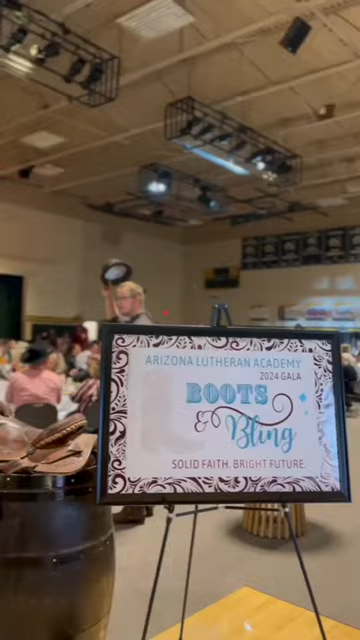 ARIZONA LUTHERAN ACADEMY
2024 GALA
BOOTS
& Bling
SOLID FAITH. BRIGHT FUTURE.